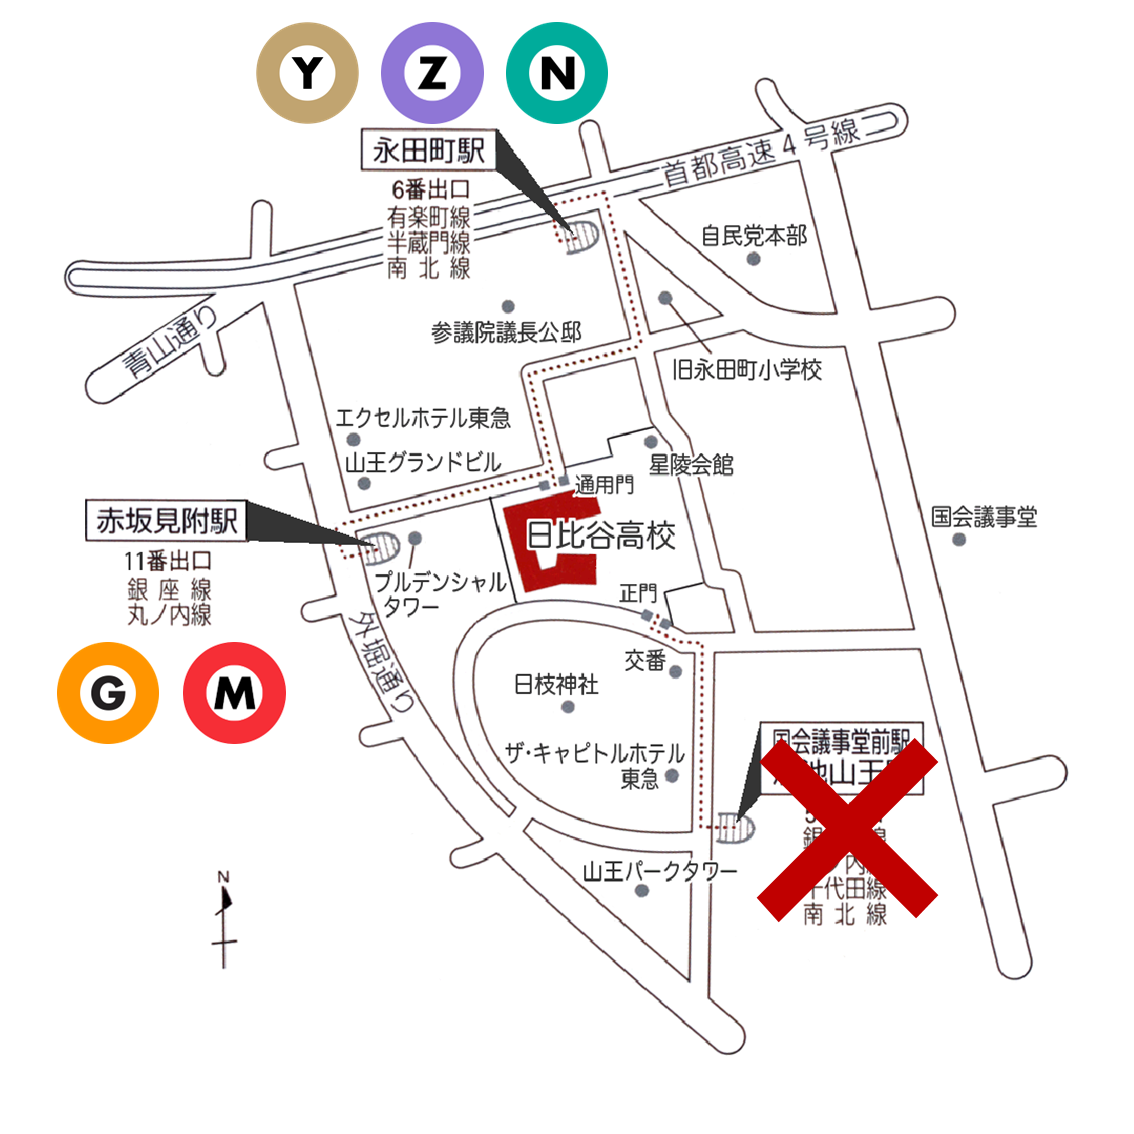 Y Z N
永田町駅
6番出口
有楽町線
半蔵門線
南北線
首都高速4号線
自民党本部
青山通り
参議院議長公邸
旧永田町小学校
エクセルホテル東急
山王グランドビル
星陵会館
通用門
赤坂見附駅
11番出口
銀座線
丸ノ内線
G M
日比谷高校
国会議事堂
プルデンシャル
タワー
正門
外堀通り
交番
日枝神社
ザ・キャピトルホテル
東急
国会議事堂前駅
池山王
5
銀 線
内
千代田線
南北線
山王パークタワー
N